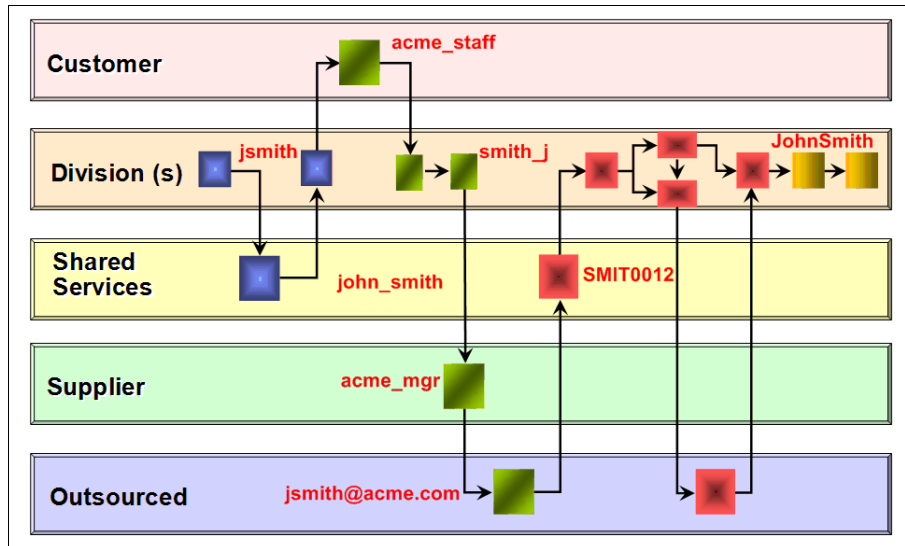 acme_staff
Customer
jsmith
smith_j
JohnSmith
Division (s)
Shared
Services
john_smith
SMIT0012
Supplier
acme_mgr
Outsourced
jsmith@acme.com